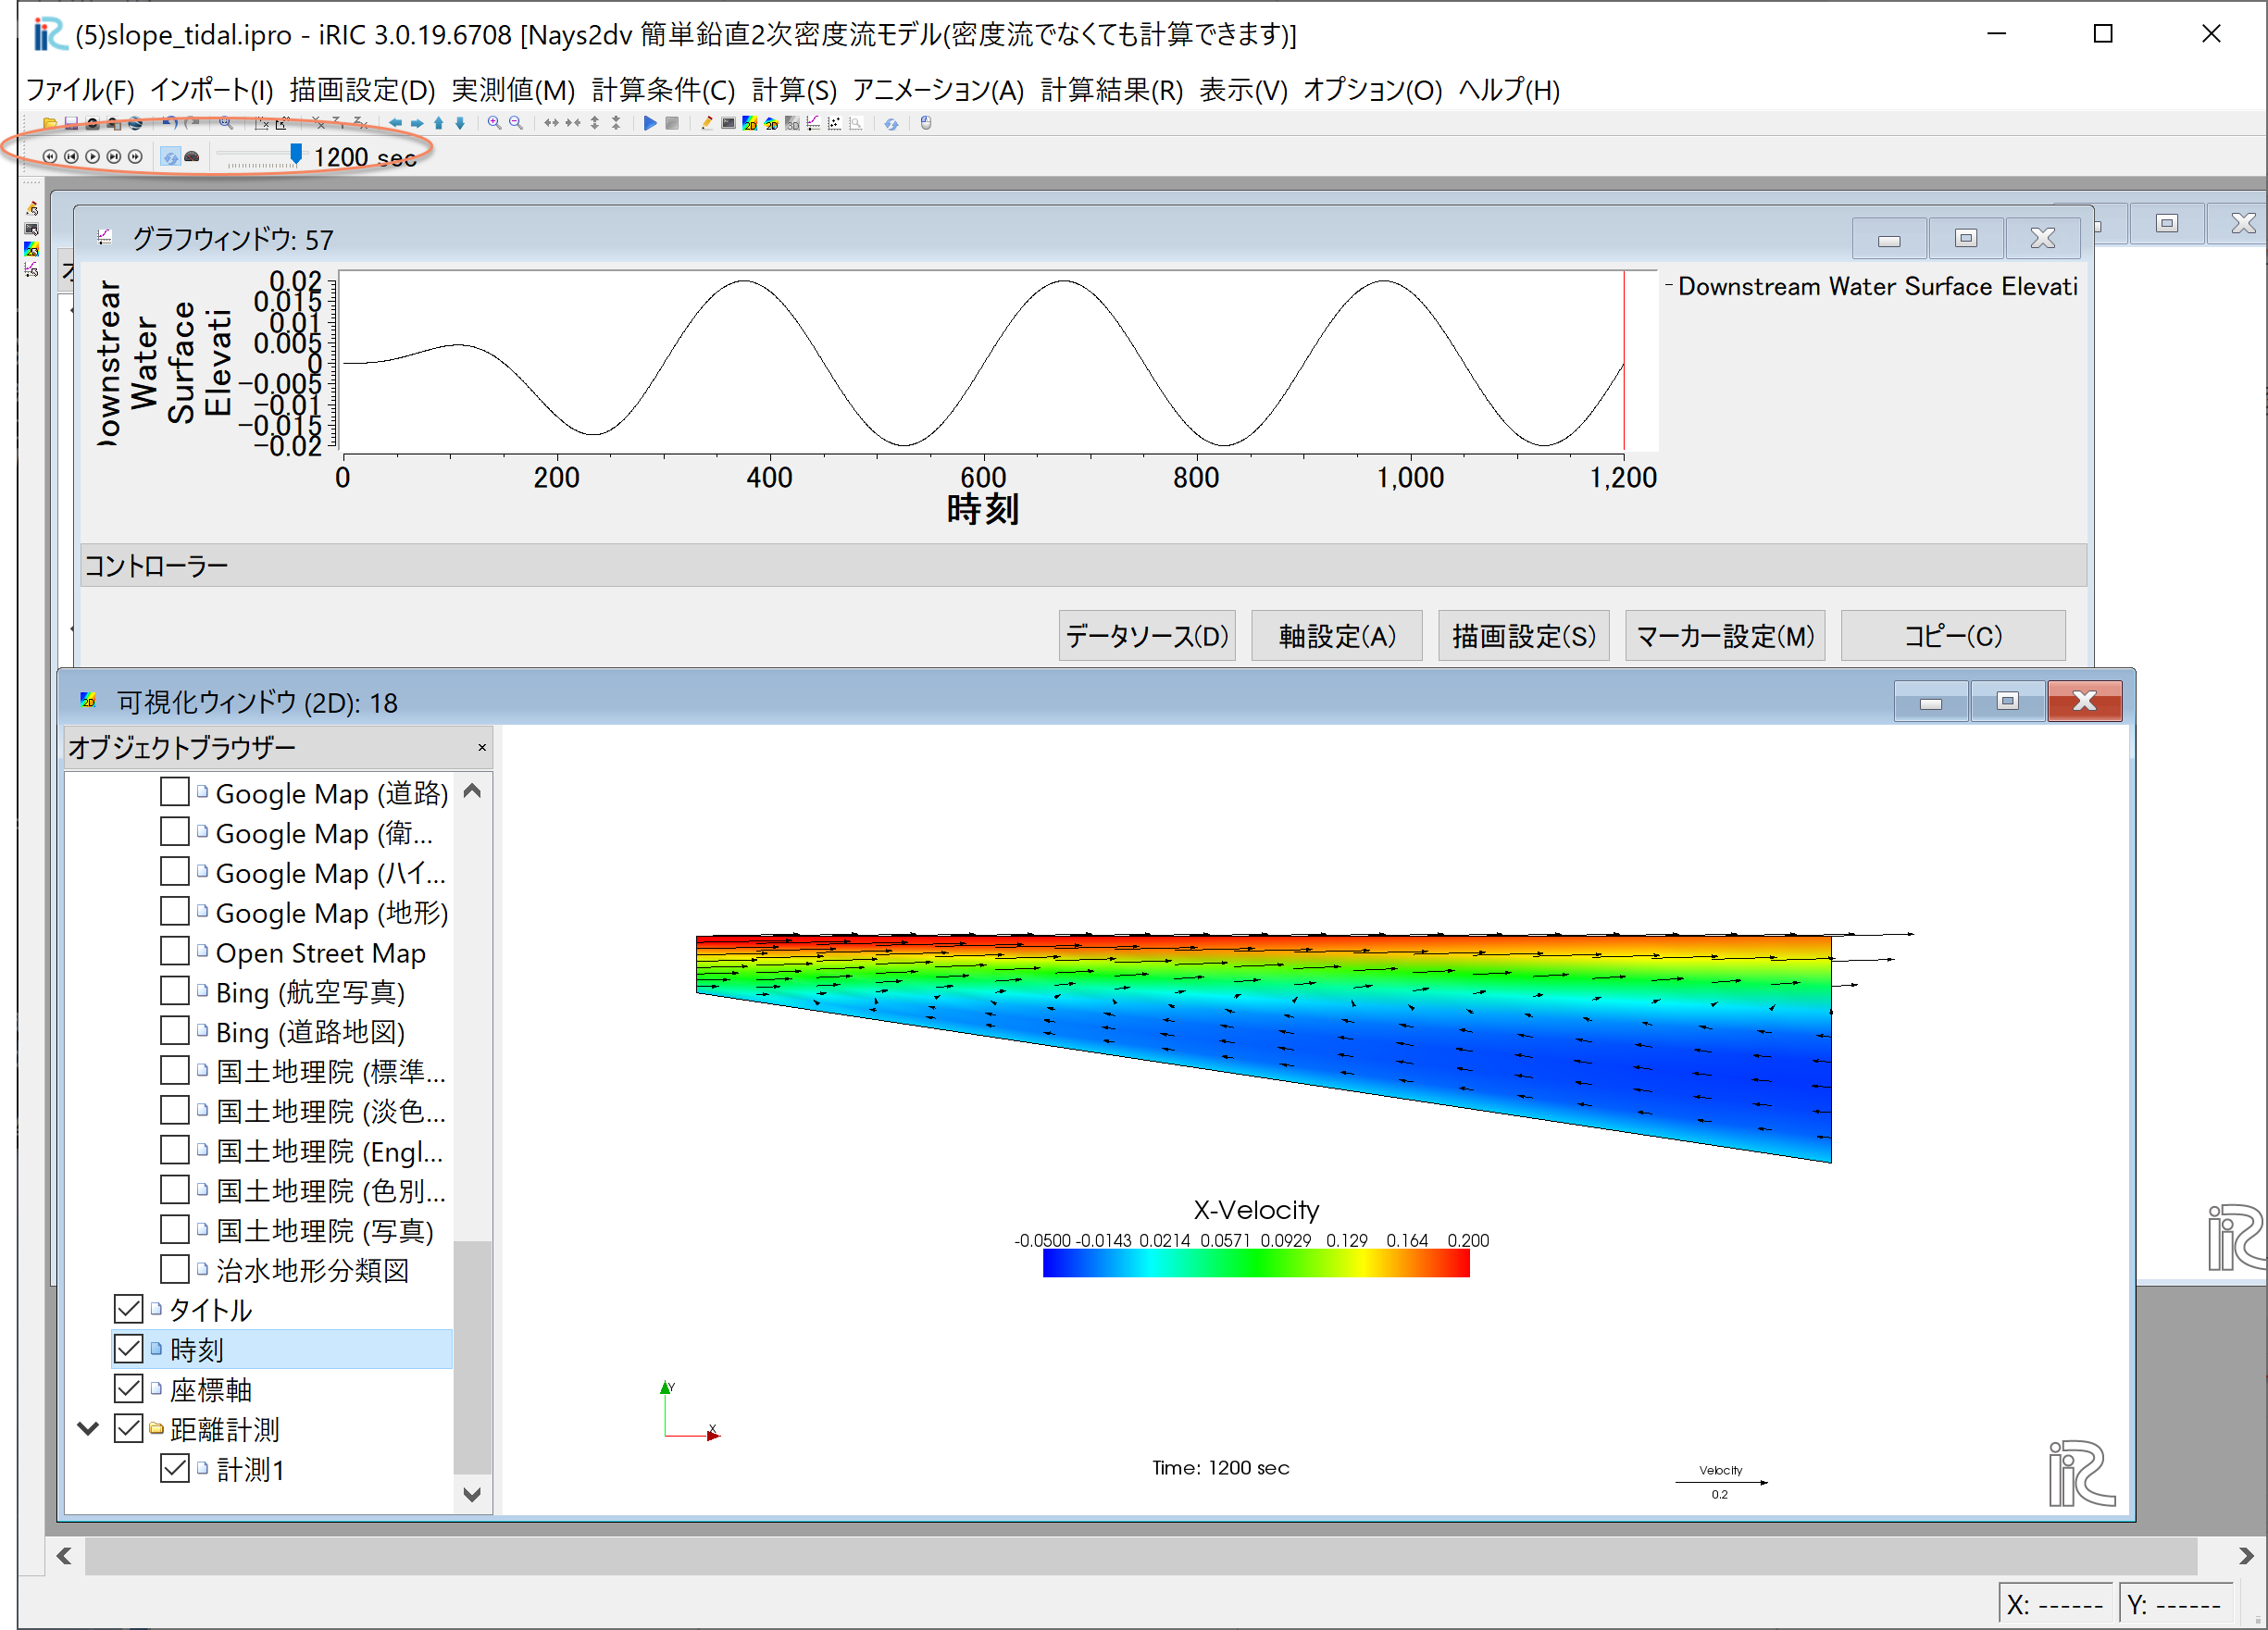 (5)slope_tidal.ipro - iRIC 3.0.19.6708 [Nays2dv 簡単鉛直2次密度流モデル(密度流でなくても計算できます)]
ファイル(F) インポート(I) 描画設定(D) 実測値(M) 計算条件(C) 計算(S) アニメーション(A) 計算結果(R) 表示(V) オプション(O) ヘルプ(H)
1200 sec
グラフウィンドウ: 57
Downstrear
Water
Surface
Elevati
0.02
0.015
0.01
0.005
0
-0.005
-0.01
-0.015
-0.02
0 200 400 600 800 1,000 1,200
時刻
Downstream Water Surface Elevati
コントローラー
データソース(D) 軸設定(A) 描画設定(S) マーカー設定(M) コピー(C)
可視化ウィンドウ (2D): 18
オブジェクトブラウザー
Google Map (道路)
Google Map (衛...
Google Map (ハイ...
Google Map (地形)
Open Street Map
Bing (航空写真)
Bing (道路地図)
国土地理院 (標準...
国土地理院 (淡色...
国土地理院 (Engl...
国土地理院 (色別...
国土地理院 (写真)
治水地形分類図
タイトル
時刻
座標軸
距離計測
計測1
X-Velocity
-0.0500 -0.0143 0.0214 0.0571 0.0929 0.129 0.164 0.200
Y
X
Time: 1200 sec
Velocity
0.2
iRIC
X: ------ Y: ------